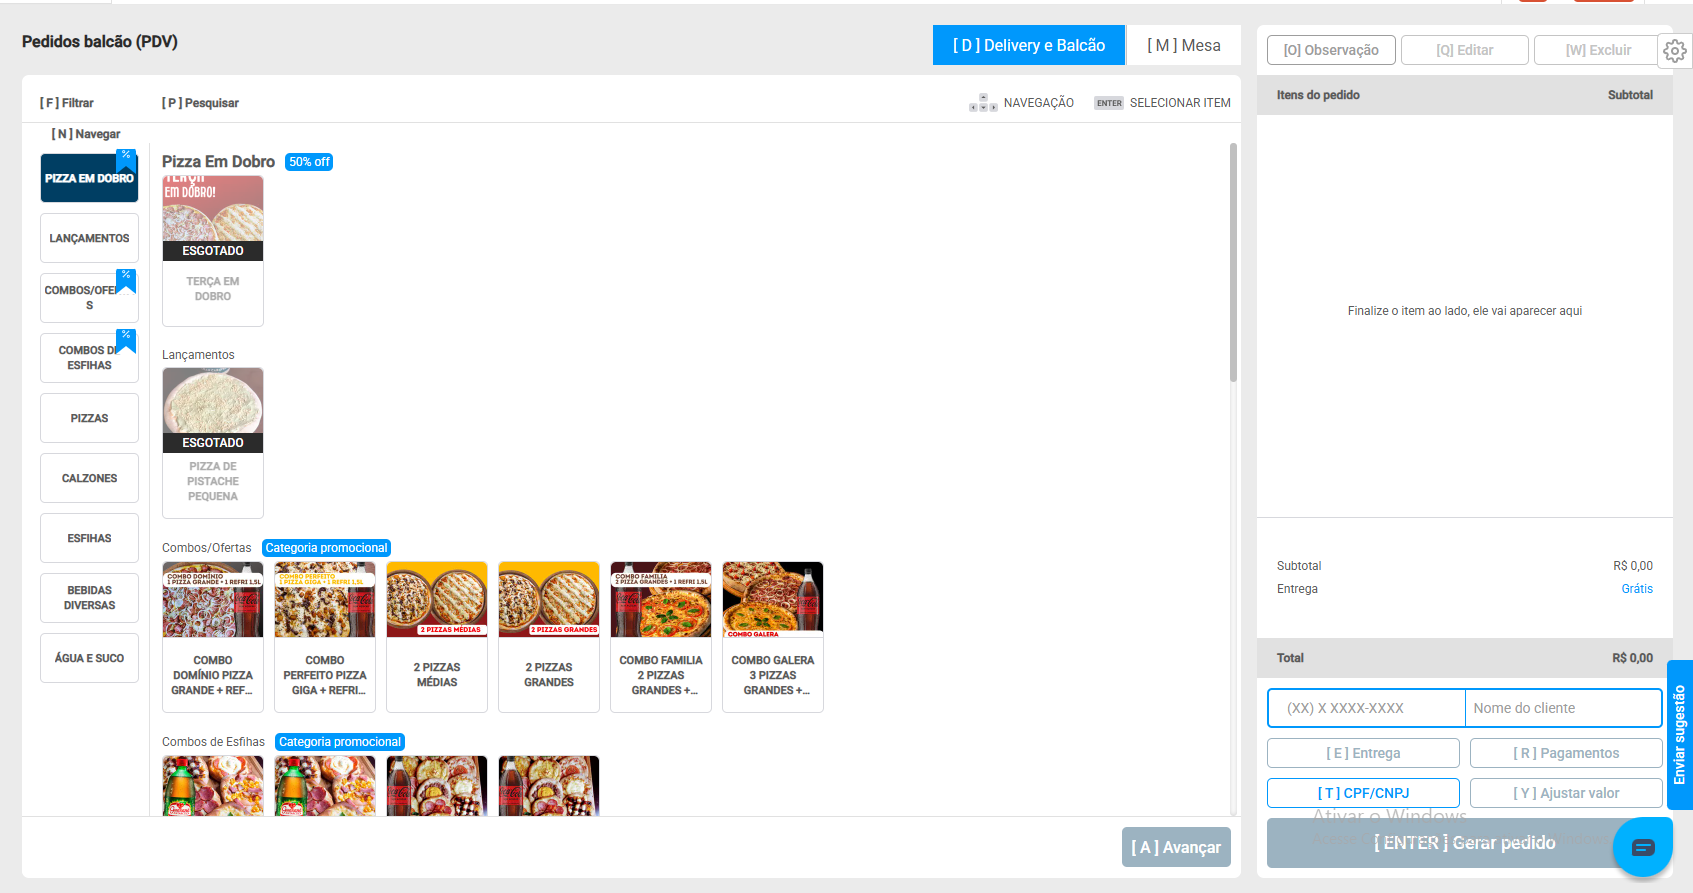 Pedidos balcão (PDV)
[ D ] Delivery e Balcão
[ M ] Mesa
[ F ] Filtrar
[ P ] Pesquisar
NAVEGAÇÃO
ENTER
SELECIONAR ITEM
[ N ] Navegar
%
PIZZA EM DOBRO
LANÇAMENTOS
%
COMBOS/OFE
S
%
COMBOS DE
ESFIHAS
PIZZAS
CALZONES
ESFIHAS
BEBIDAS
DIVERSAS
ÁGUA E SUCO
Pizza Em Dobro
50% off
TERÇA
EM DOBRO!
ESGOTADO
TERÇA EM
DOBRO
Lançamentos
ESGOTADO
PIZZA DE
PISTACHE
PEQUENA
Combos/Ofertas
Categoria promocional
COMBO DOMÍNIO
1 PIZZA GRANDE + 1 REFRI 1,5L
COMBO
DOMÍNIO PIZZA
GRANDE + REF...
COMBO PERFEITO
1 PIZZA GIGA + 1 REFRI 1,5L
COMBO
PERFEITO PIZZA
GIGA + REFRI...
2 PIZZAS MÉDIAS
2 PIZZAS
MÉDIAS
2 PIZZAS GRANDES
2 PIZZAS
GRANDES
COMBO FAMILIA
2 PIZZAS GRANDES + 1 REFRI 1,5L
COMBO FAMILIA
2 PIZZAS
GRANDES +...
COMBO GALERA
COMBO GALERA
3 PIZZAS
GRANDES +...
Combos de Esfihas
Categoria promocional
[ A ] Avançar
[O] Observação
[Q] Editar
[W] Excluir
Itens do pedido
Subtotal
Finalize o item ao lado, ele vai aparecer aqui
Subtotal
R$ 0,00
Entrega
Grátis
Total
R$ 0,00
(XX) X XXXX-XXXX
Nome do cliente
[ E ] Entrega
[ R ] Pagamentos
[ T ] CPF/CNPJ
[ Y ] Ajustar valor
Ativar o Windows
[ ENTER ] Gerar pedido
Enviar sugestão